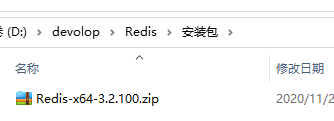 (D:) › devolop › Redis › 安装包 ›
名称 修改日期
Redis-x64-3.2.100.zip 2020/11/2